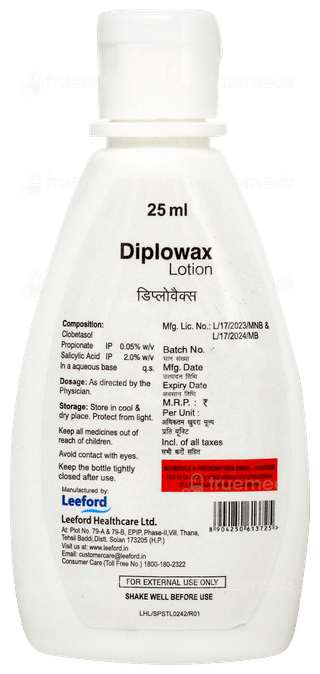 25 ml
Diplowax
Lotion
डिप्लोवैक्स
Composition:
Clobetasol
Propionate IP 0.05% w/v
Salicylic Acid IP 2.0% w/v
In a aqueous base q.s.
Dosage: As directed by the
Physician.
Storage: Store in cool &
dry place. Protect from light.
Keep all medicines out of
reach of children.
Avoid contact with eyes.
Keep the bottle tightly
closed after use.
Mfg. Lic. No.: L/17/2023/MNB &
L/17/2024/MB
Batch No.
घान संख्या
Mfg. Date
उत्पादन तिथि
Expiry Date
अवसान तिथि
M.R.P. : ₹
Per Unit :
अधिकतम खुदरा मूल्य
प्रति यूनिट
Incl. of all taxes
सभी करों सहित
SCHEDULE H PRESCRIPTION DRUG - CAUTION
Manufactured by:
Leeford
Leeford Healthcare Ltd.
At: Plot No. 79-A & 79-B, EPIP, Phase-II, Vill. Thana,
Tehsil Baddi, Distt. Solan 173205 (H.P.)
Visit us at: www.leeford.in
Email: customercare@leeford.in
Consumer Care (Toll Free No.) 1800-180-2322
8 904250 613725
FOR EXTERNAL USE ONLY
SHAKE WELL BEFORE USE
LHL/SPSTL0242/R01
truemeds